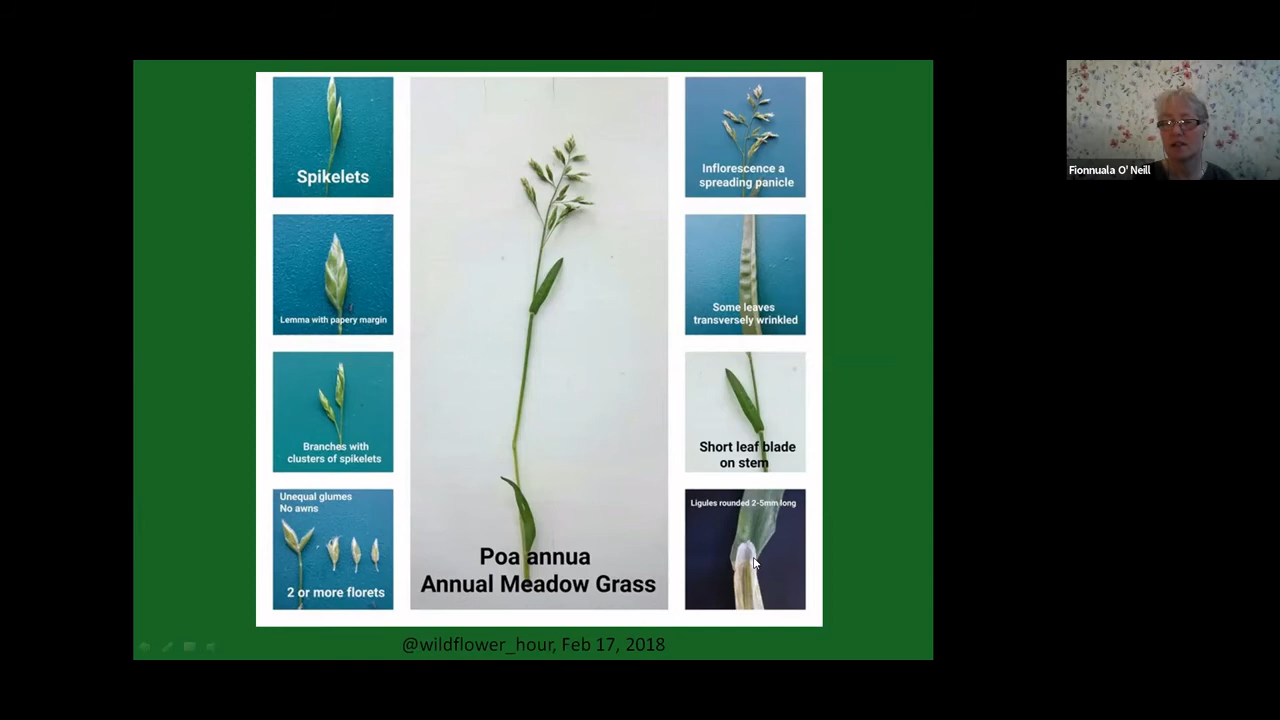 Spikelets
Lemma with papery margin
Branches with
clusters of spikelets
Unequal glumes
No awns
2 or more florets
Poa annua
Annual Meadow Grass
Inflorescence a
spreading panicle
Some leaves
transversely wrinkled
Short leaf blade
on stem
Ligules rounded 2-5mm long
@wildflower_hour, Feb 17, 2018
Fionnuala O' Neill